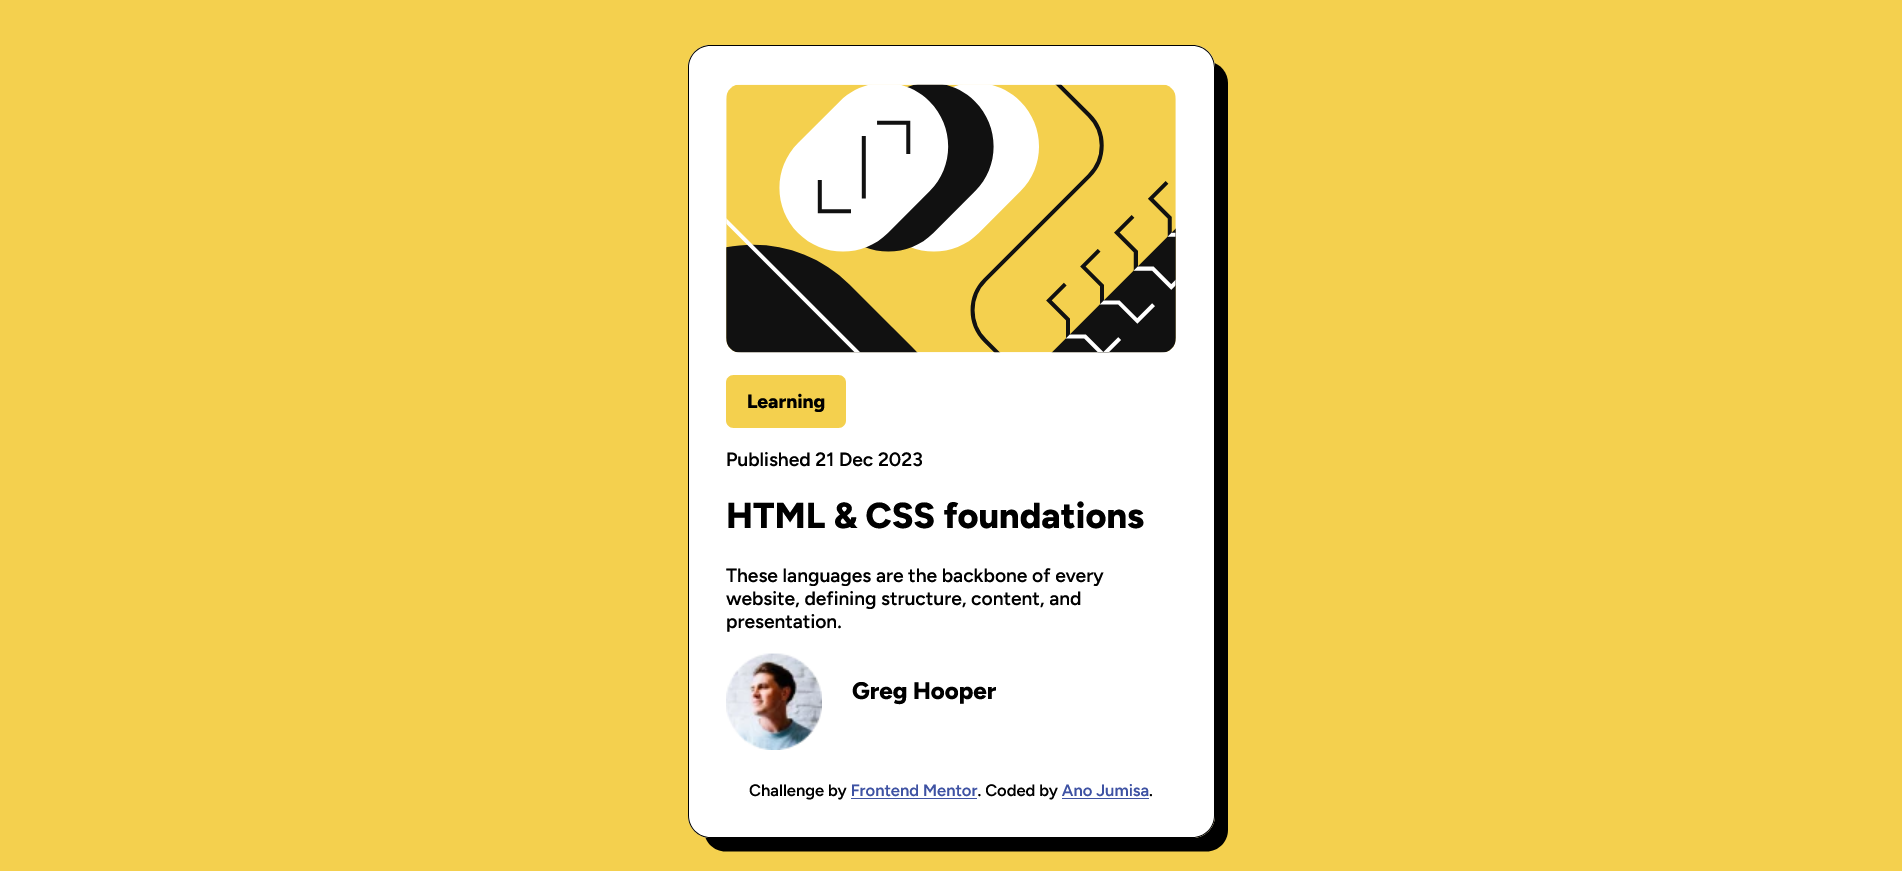 Learning
Published 21 Dec 2023
HTML & CSS foundations
These languages are the backbone of every
website, defining structure, content, and
presentation.
Greg Hooper
Challenge by Frontend Mentor. Coded by Ano Jumisa.